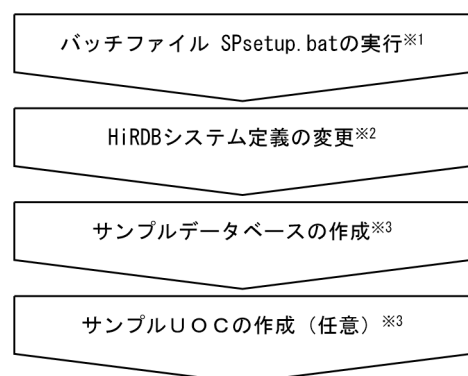 バッチファイル SPsetup.batの実行※1
HiRDBシステム定義の変更※2
サンプルデータベースの作成※3
サンプルＵＯＣの作成（任意）※3